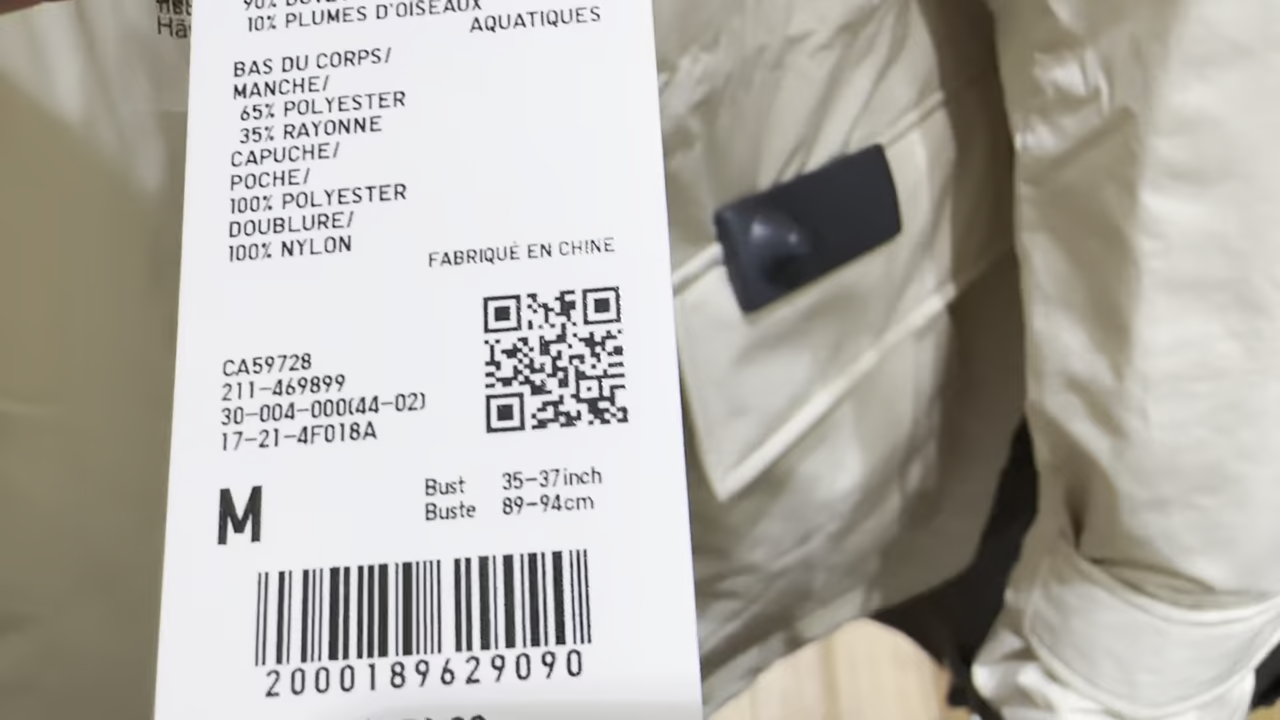 10% PLUMES D'OISEAUX
AQUATIQUES
BAS DU CORPS/
MANCHE/
65% POLYESTER
35% RAYONNE
CAPUCHE/
POCHE/
100% POLYESTER
DOUBLURE/
100% NYLON
FABRIQUÉ EN CHINE
CA59728
211-469899
30-004-000(44-02)
17-21-4F018A
M
Bust 35-37inch
Buste 89-94cm
2000189629090